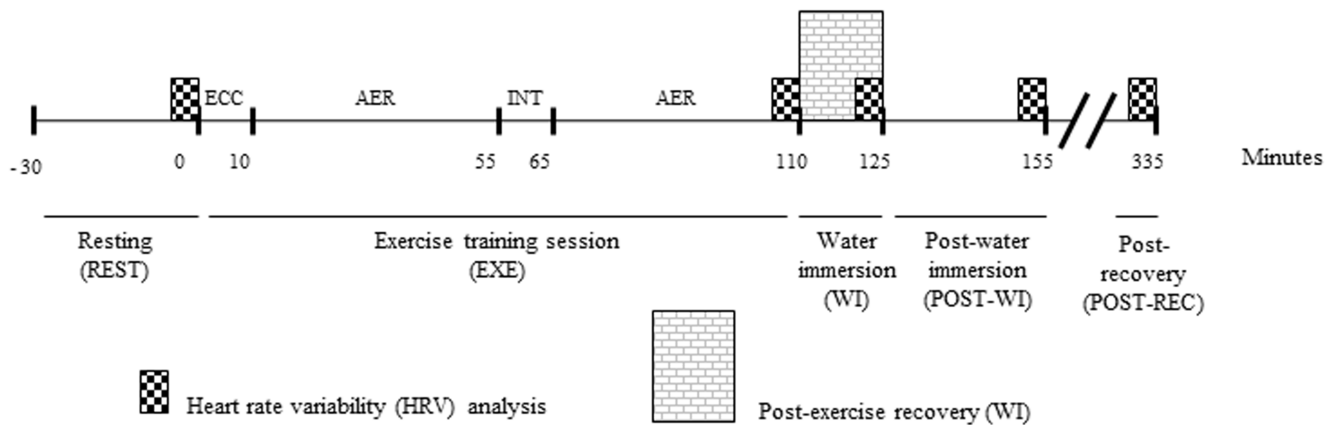 ECC AER INT AER
-30 0 10 55 65 110 125 155 335 Minutes
Resting
(REST)
Exercise training session
(EXE)
Water
immersion
(WI)
Post-water
immersion
(POST-WI)
Post-
recovery
(POST-REC)
Heart rate variability (HRV) analysis
Post-exercise recovery (WI)